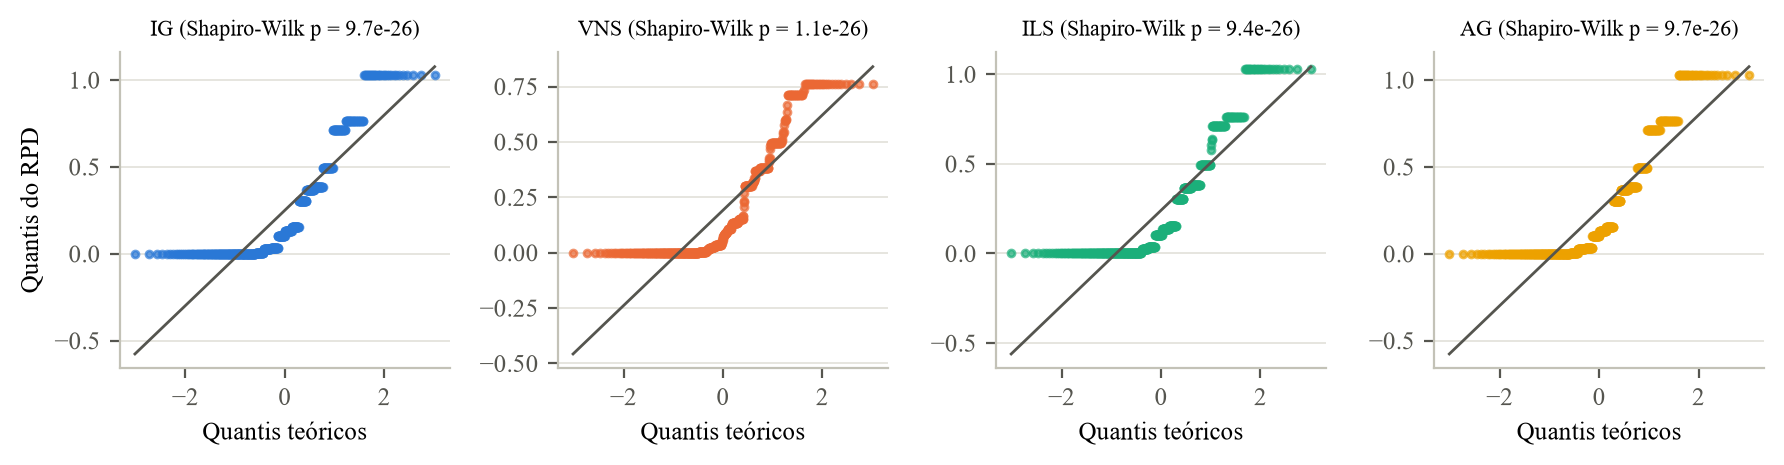 IG (Shapiro-Wilk p = 9.7e-26)
VNS (Shapiro-Wilk p = 1.1e-26)
ILS (Shapiro-Wilk p = 9.4e-26)
AG (Shapiro-Wilk p = 9.7e-26)
Quantis do RPD
1.0
0.5
0.0
−0.5
0.75
0.50
0.25
0.00
−0.25
−0.50
1.0
0.5
0.0
−0.5
1.0
0.5
0.0
−0.5
−2 0 2
−2 0 2
−2 0 2
−2 0 2
Quantis teóricos
Quantis teóricos
Quantis teóricos
Quantis teóricos